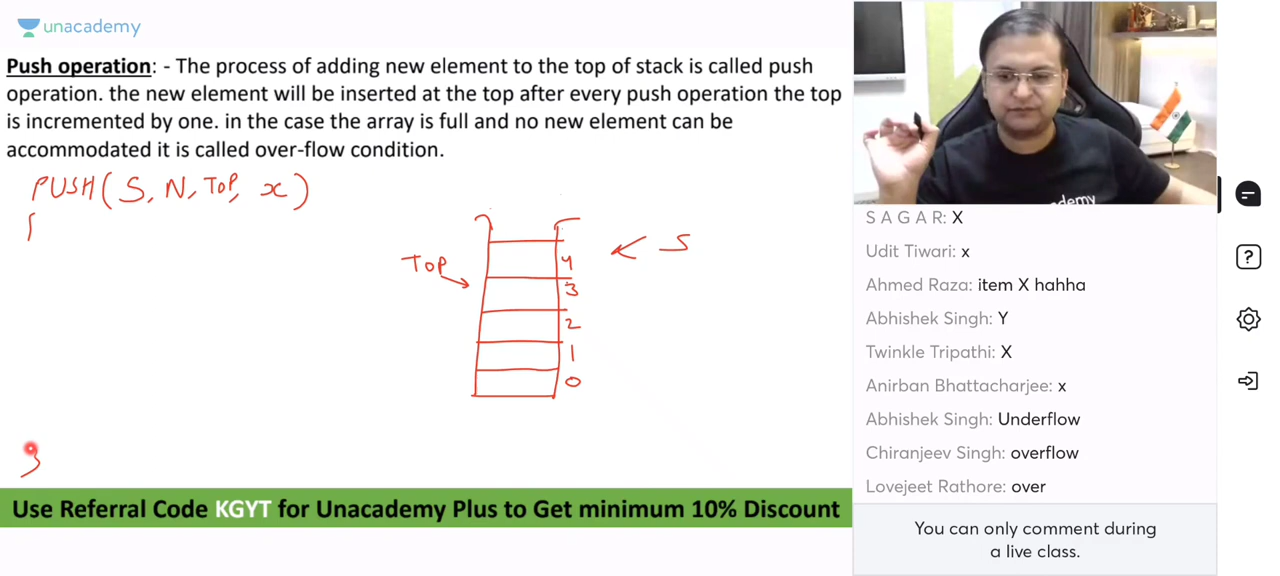 unacademy
Push operation: - The process of adding new element to the top of stack is called push
operation. the new element will be inserted at the top after every push operation the top
is incremented by one. in the case the array is full and no new element can be
accommodated it is called over-flow condition.
PUSH(S, N, TOP, x)
{
TOP
S
4
3
2
1
0
}
Use Referral Code KGYT for Unacademy Plus to Get minimum 10% Discount
demy
S A G A R: X
Udit Tiwari: x
Ahmed Raza: item X hahha
Abhishek Singh: Y
Twinkle Tripathi: X
Anirban Bhattacharjee: x
Abhishek Singh: Underflow
Chiranjeev Singh: overflow
Lovejeet Rathore: over
You can only comment during
a live class.